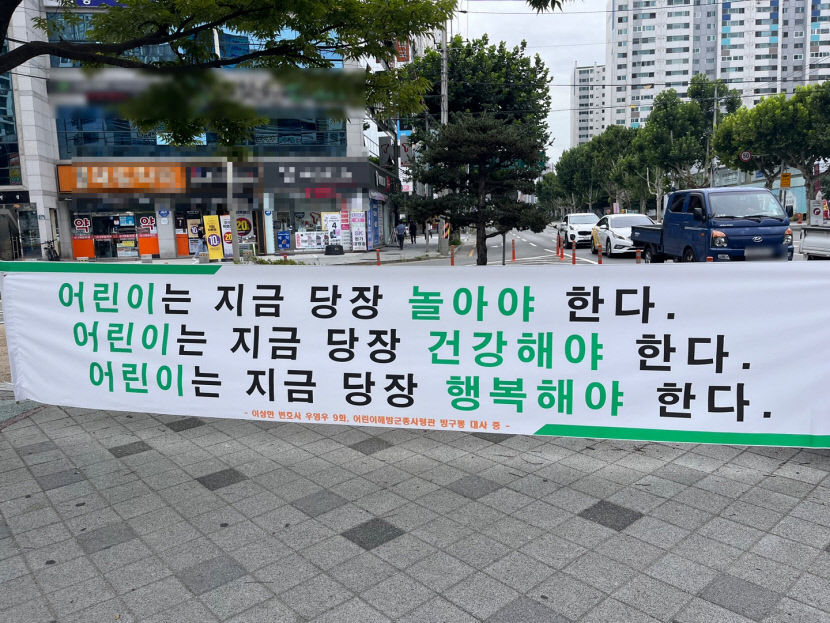 어린이는 지금 당장 놀아야 한다.
어린이는 지금 당장 건강해야 한다.
어린이는 지금 당장 행복해야 한다.
- 이상한 변호사 우영우 9화, 어린이해방군총사령관 방구뽕 대사 중 -
약
약